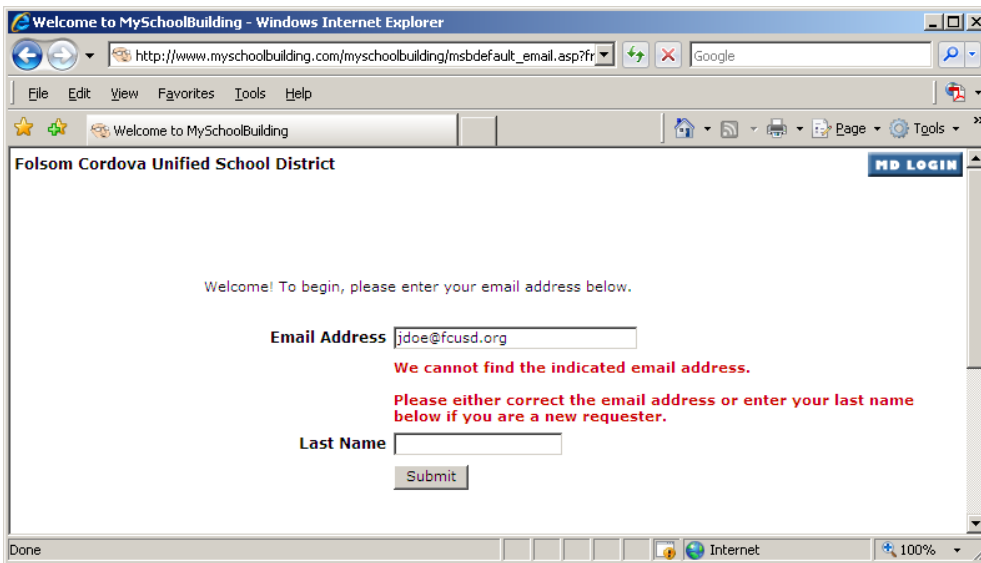 Welcome to MySchoolBuilding - Windows Internet Explorer
http://www.myschoolbuilding.com/myschoolbuilding/msbdefault_email.asp?fr
Google
File Edit View Favorites Tools Help
Welcome to MySchoolBuilding
Page Tools »
Folsom Cordova Unified School District
MD LOGIN
Welcome! To begin, please enter your email address below.
Email Address jdoe@fcusd.org
We cannot find the indicated email address.
Please either correct the email address or enter your last name
below if you are a new requester.
Last Name
Submit
Done
Internet
100%